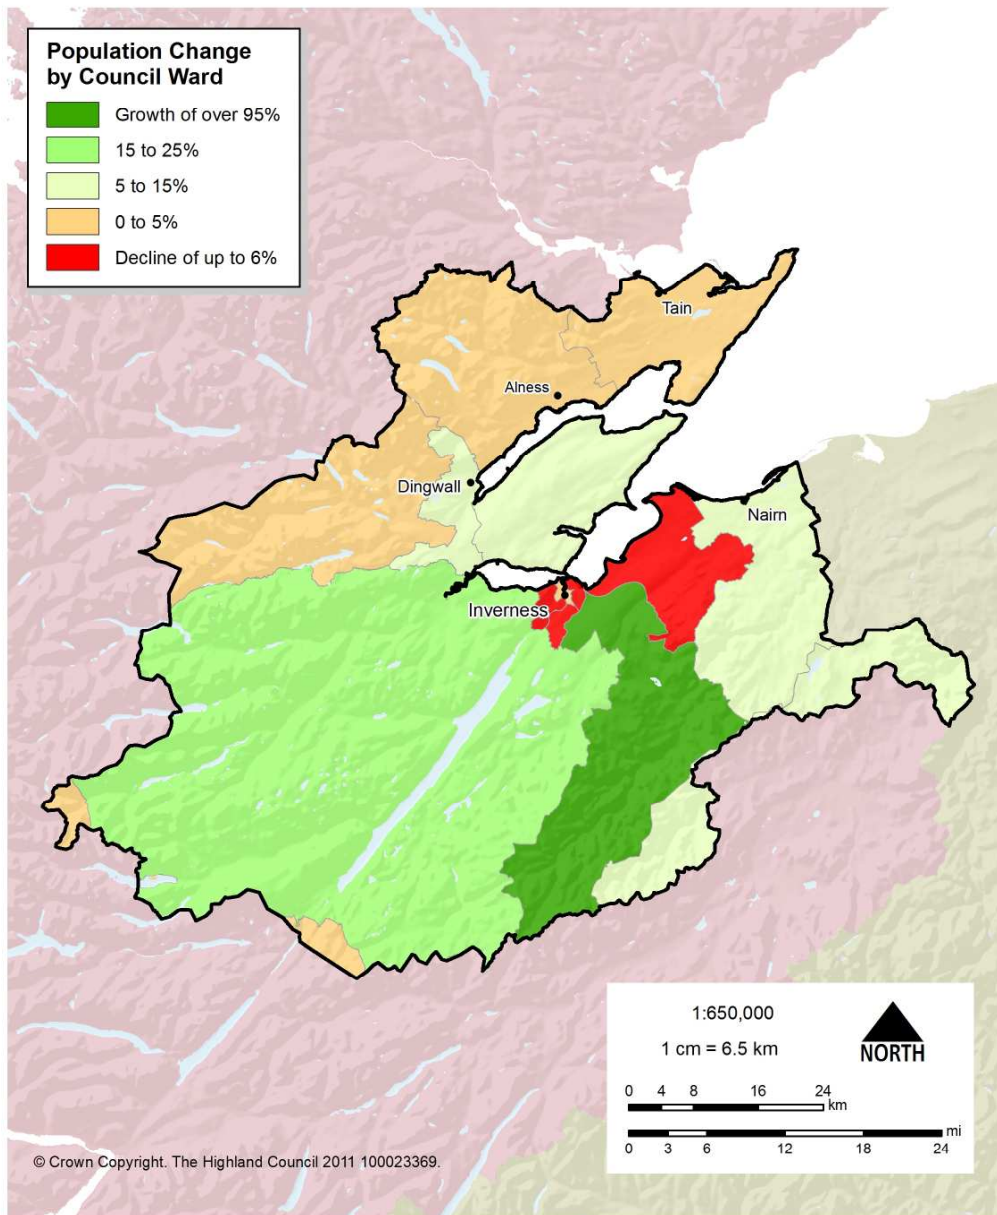 Population Change
by Council Ward
Growth of over 95%
15 to 25%
5 to 15%
0 to 5%
Decline of up to 6%
Tain
Alness
Dingwall
Nairn
Inverness
1:650,000
1 cm = 6.5 km
NORTH
0 4 8 16 24
km
mi
0 3 6 12 18 24
© Crown Copyright. The Highland Council 2011 100023369.